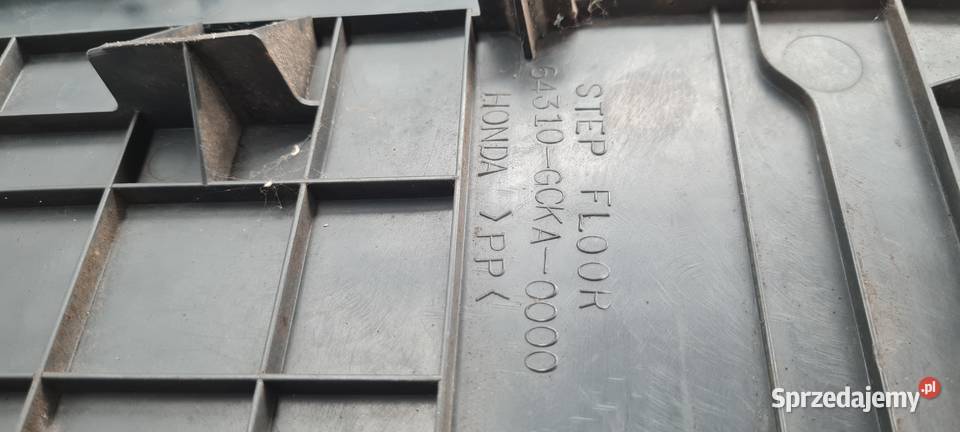 STEP FLOOR
64310-GCKA-0000
HONDA >PP<
Sprzedajemy.pl